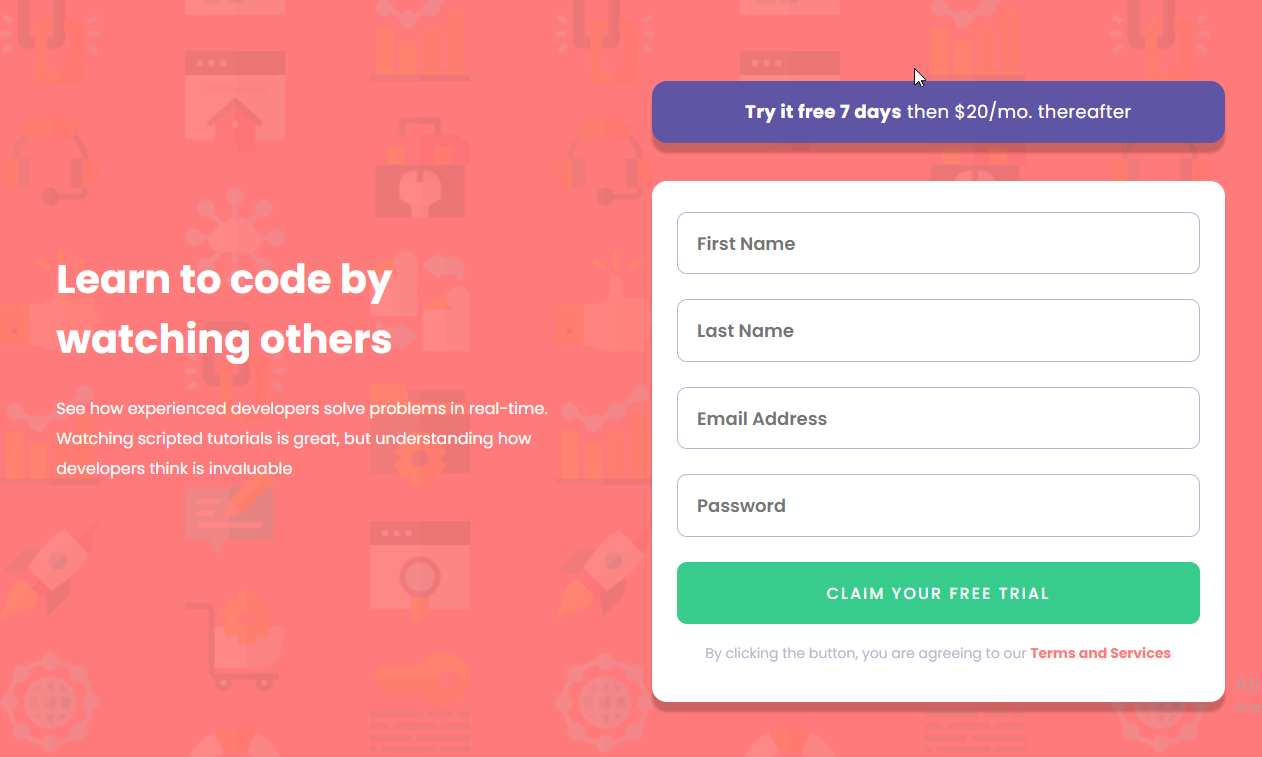 Try it free 7 days then $20/mo. thereafter
Learn to code by
watching others
See how experienced developers solve problems in real-time.
Watching scripted tutorials is great, but understanding how
developers think is invaluable
First Name
Last Name
Email Address
Password
CLAIM YOUR FREE TRIAL
By clicking the button, you are agreeing to our Terms and Services